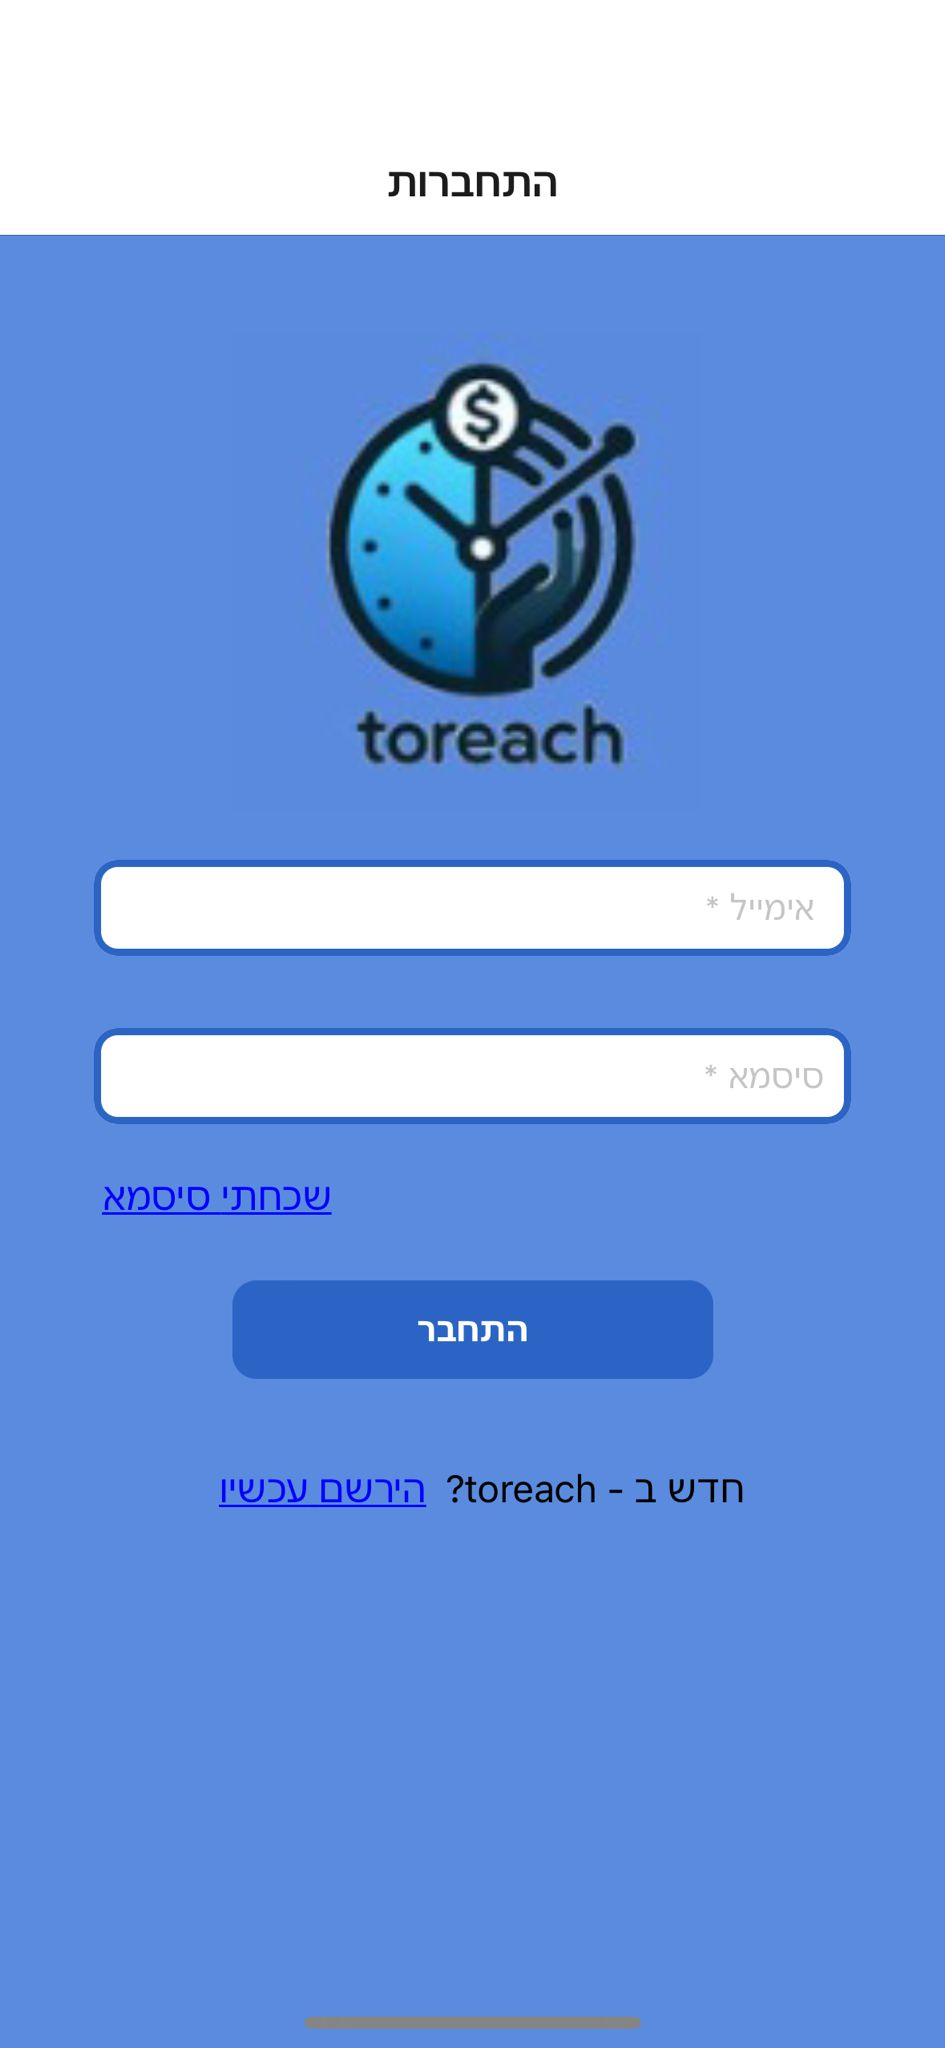 התחברות
$
toreach
אימייל *
סיסמא *
שכחתי סיסמא
התחבר
חדש ב - toreach? הירשם עכשיו